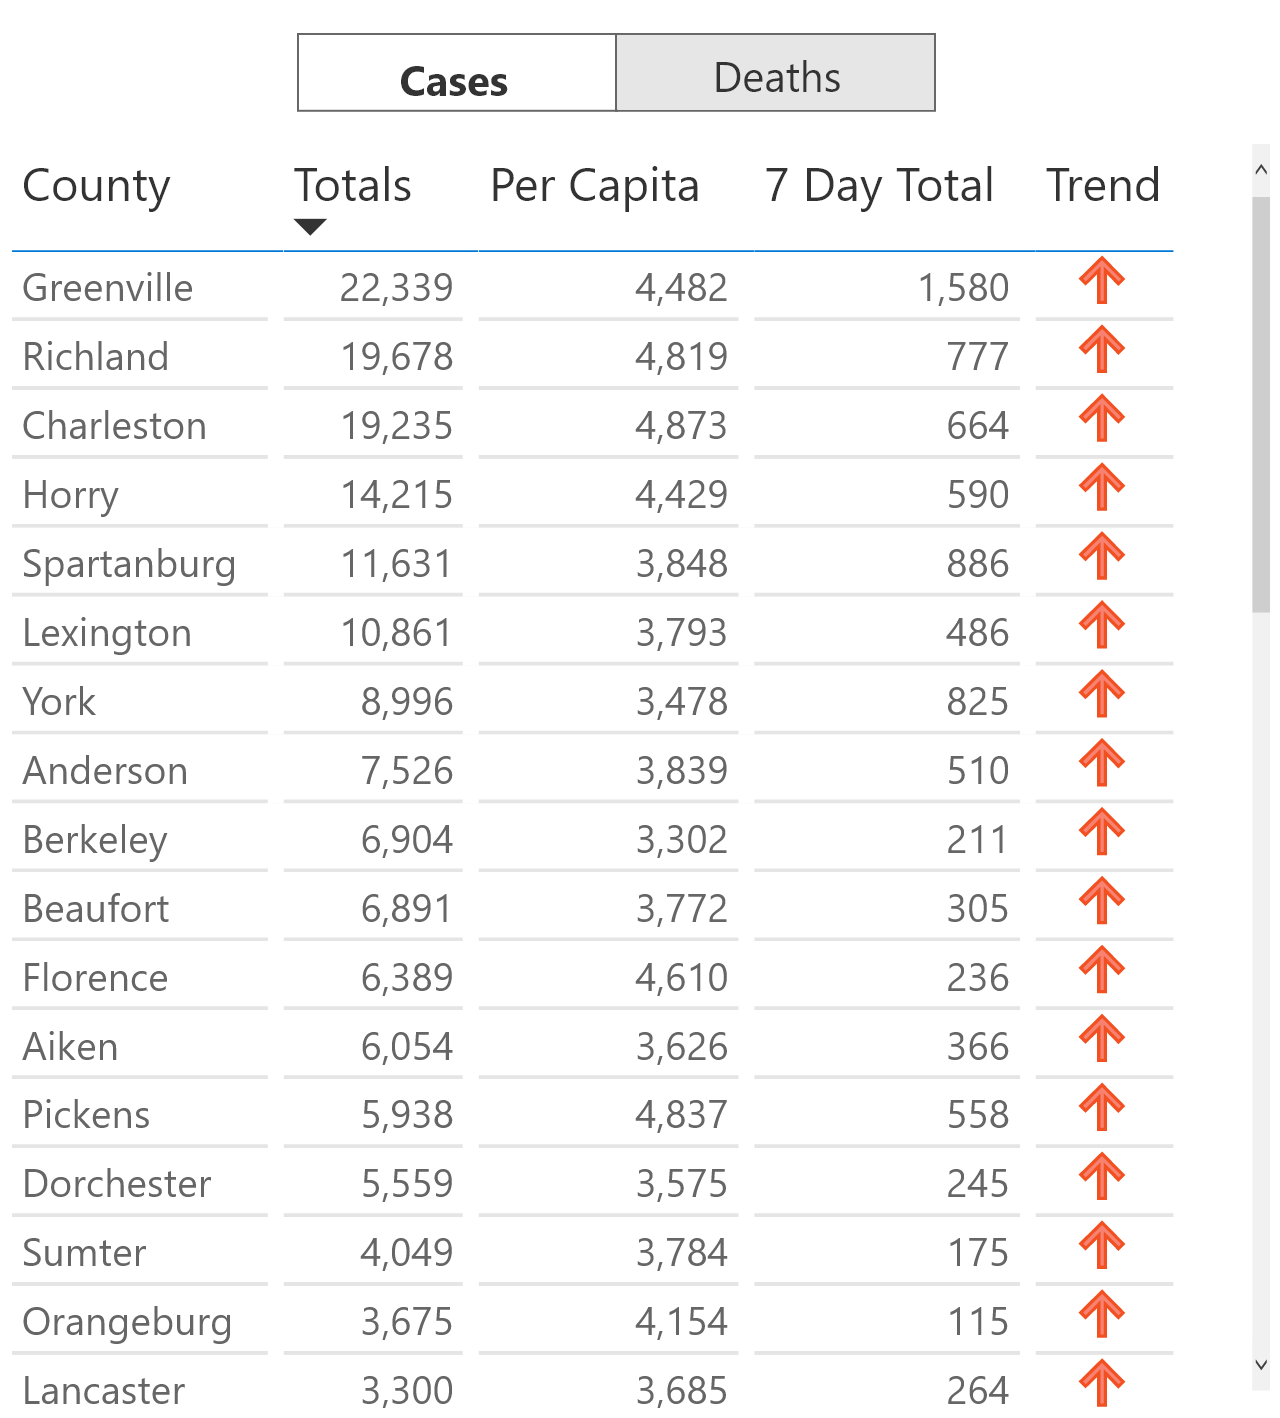 Cases Deaths
County Totals Per Capita 7 Day Total Trend
Greenville 22,339 4,482 1,580
Richland 19,678 4,819 777
Charleston 19,235 4,873 664
Horry 14,215 4,429 590
Spartanburg 11,631 3,848 886
Lexington 10,861 3,793 486
York 8,996 3,478 825
Anderson 7,526 3,839 510
Berkeley 6,904 3,302 211
Beaufort 6,891 3,772 305
Florence 6,389 4,610 236
Aiken 6,054 3,626 366
Pickens 5,938 4,837 558
Dorchester 5,559 3,575 245
Sumter 4,049 3,784 175
Orangeburg 3,675 4,154 115
Lancaster 3,300 3,685 264